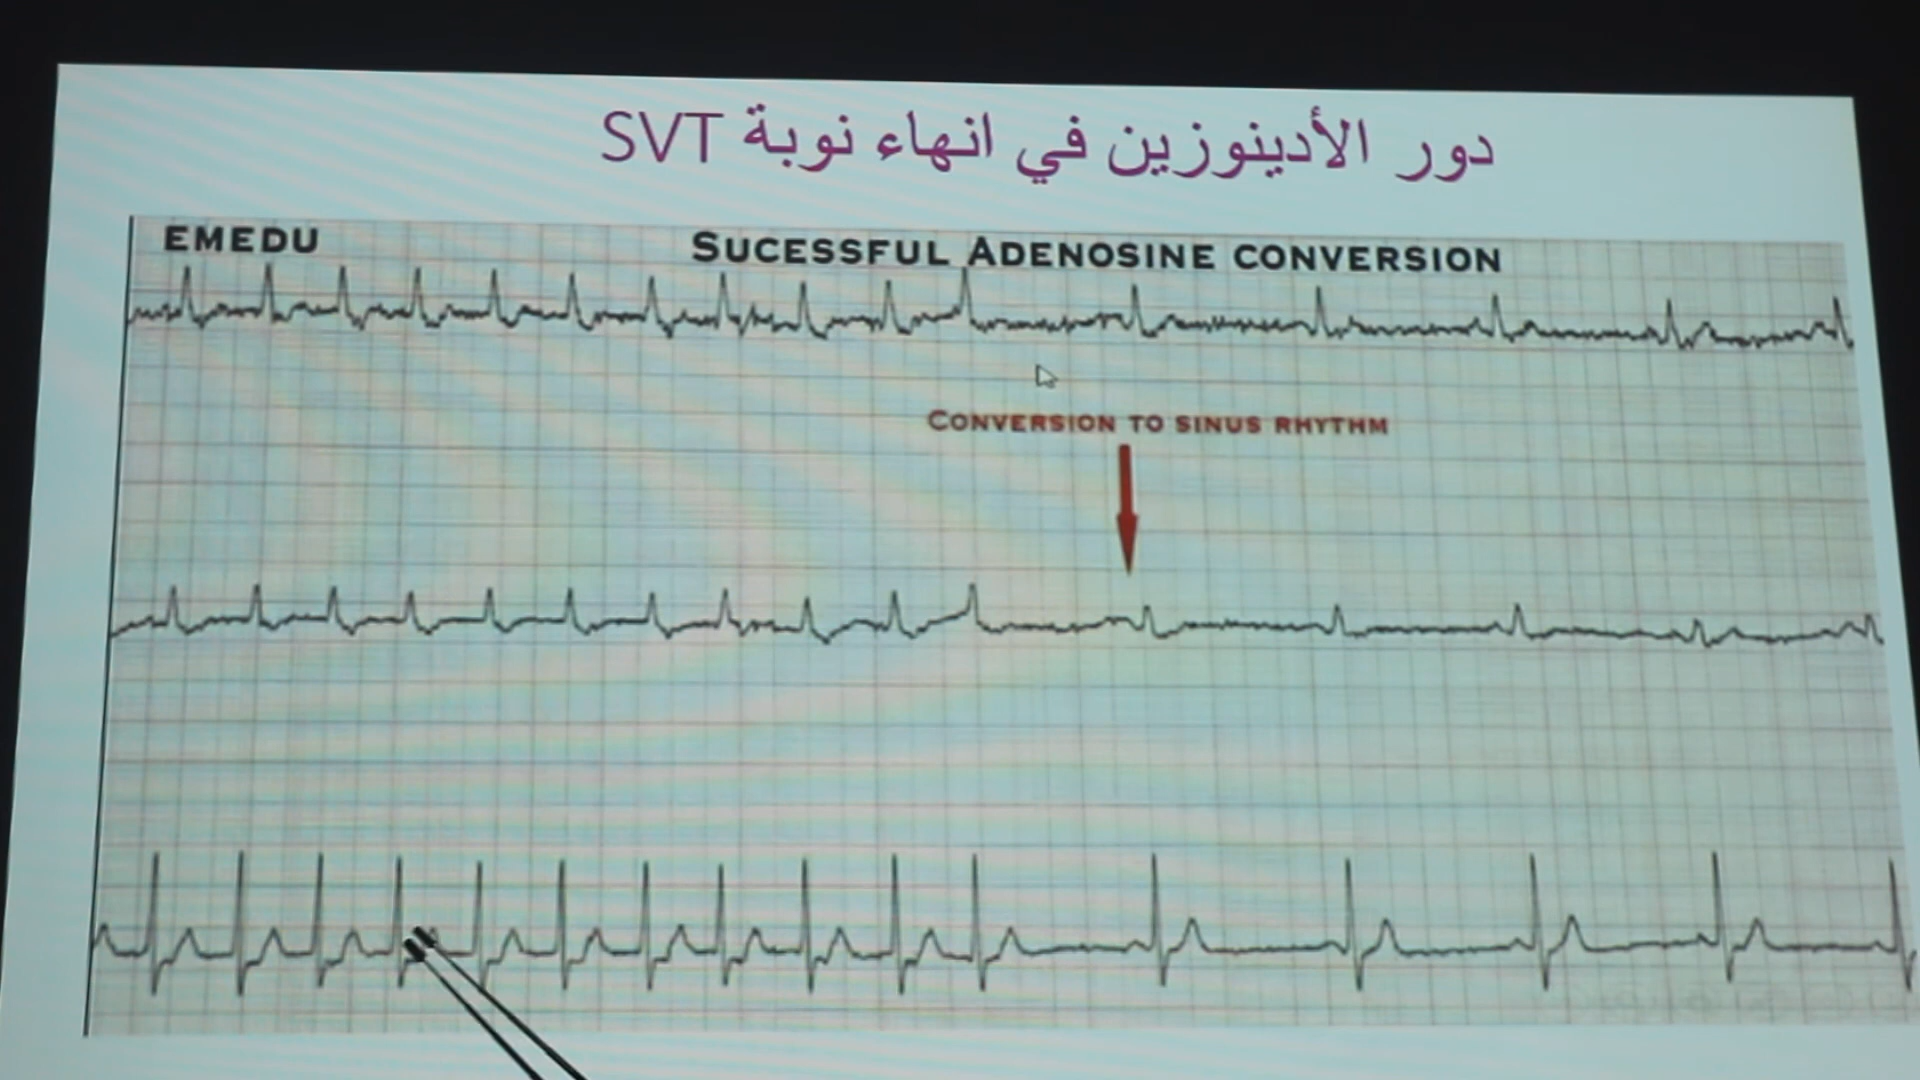 دور الأدينوزين في انهاء نوبة SVT
EMEDU
SUCESSFUL ADENOSINE CONVERSION
CONVERSION TO SINUS RHYTHM